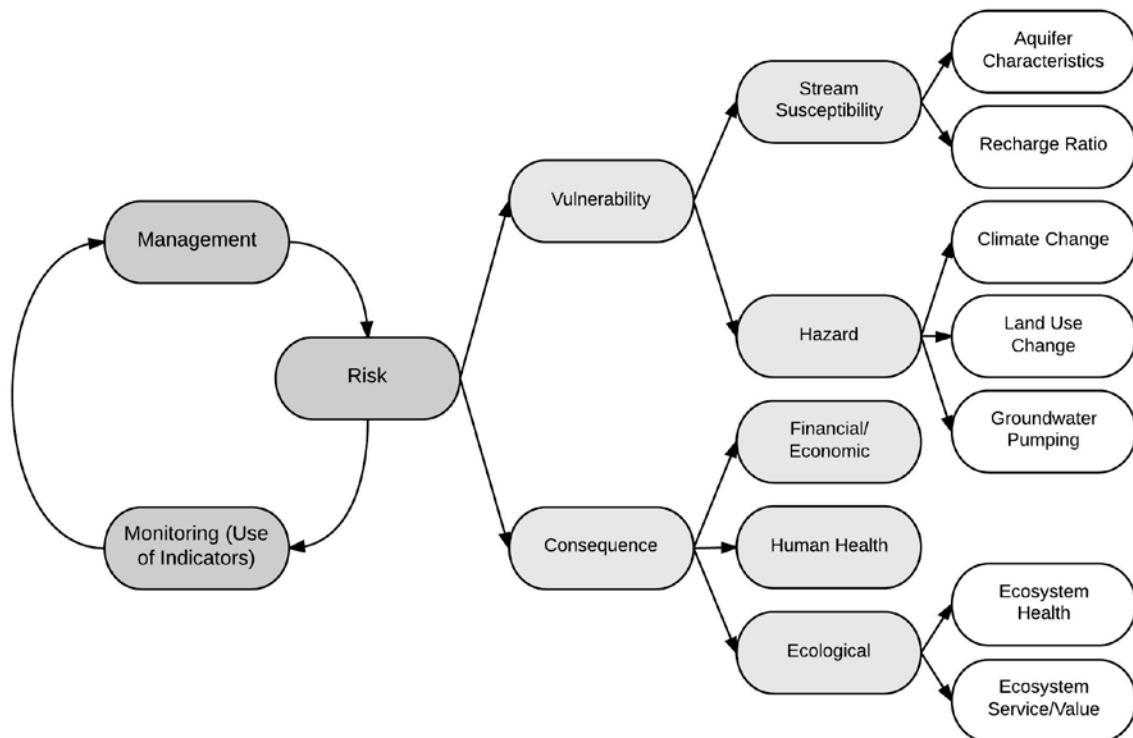 Aquifer
Characteristics
Stream
Susceptibility
Recharge Ratio
Vulnerability
Management
Climate Change
Hazard
Land Use
Change
Risk
Groundwater
Pumping
Financial/
Economic
Monitoring (Use
of Indicators)
Consequence
Human Health
Ecosystem
Health
Ecological
Ecosystem
Service/Value